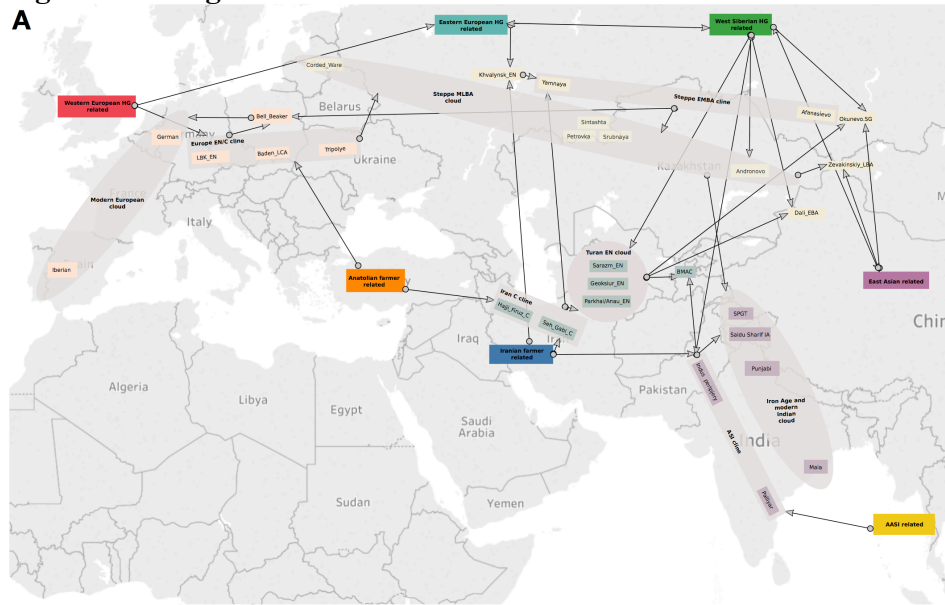 A
Eastern European HG
related
West Siberian HG
related
Corded_Ware
Khvalynsk_EN
Yamnaya
Steppe MLBA
cloud
Steppe EMBA cline
Western European HG
related
Belarus
Bell_Beaker
Afanasievo
Okunevo.SG
Sintashta
German
Germany
Petrovka
Srubnaya
Europe EN/C cline
LBK_EN
Baden_LCA
Tripolye
Ukraine
Kazakhstan
Zevakinskiy_LBA
Andronovo
France
Modern European
cloud
Italy
Dali_EBA
Turan EN cloud
Iberian
Spain
Sarazm_EN
BMAC
Anatolian farmer
related
Geoksiur_EN
East Asian related
Iran C cline
Parkhai/Anau_EN
Hajji_Firuz_C
Seh_Gabi_C
SPGT
Chin
Iraq
Saidu Sharif IA
Iranian farmer
related
Indus_periphery
Punjabi
Algeria
Libya
Egypt
Pakistan
Iron Age and
modern
Indian
cloud
Saudi
Arabia
ASI cline
India
Mala
Sudan
Yemen
Palliyar
AASI related